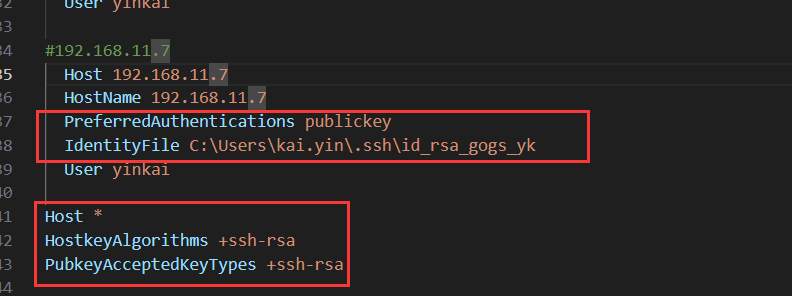 32 User yinkai
33
34 #192.168.11.7
35 Host 192.168.11.7
36 HostName 192.168.11.7
37 PreferredAuthentications publickey
38 IdentityFile C:\Users\kai.yin\.ssh\id_rsa_gogs_yk
39 User yinkai
40
41 Host *
42 HostkeyAlgorithms +ssh-rsa
43 PubkeyAcceptedKeyTypes +ssh-rsa
44